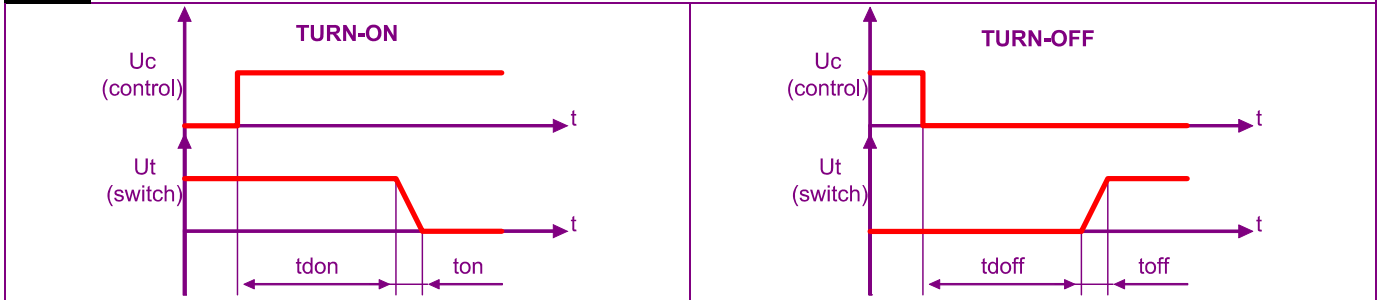 TURN-ON
Uc
(control)
t
Ut
(switch)
t
tdon ton
TURN-OFF
Uc
(control)
t
Ut
(switch)
t
tdoff toff